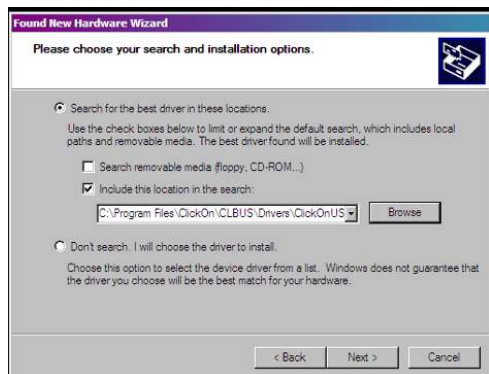 Found New Hardware Wizard
Please choose your search and installation options.
Search for the best driver in these locations.
Use the check boxes below to limit or expand the default search, which includes local
paths and removable media. The best driver found will be installed.
Search removable media (floppy, CD-ROM...)
Include this location in the search:
C:\Program Files\ClickOn\CLBUS\Drivers\ClickOnUS
Browse
Don't search. I will choose the driver to install.
Choose this option to select the device driver from a list. Windows does not guarantee that
the driver you choose will be the best match for your hardware.
< Back Next > Cancel